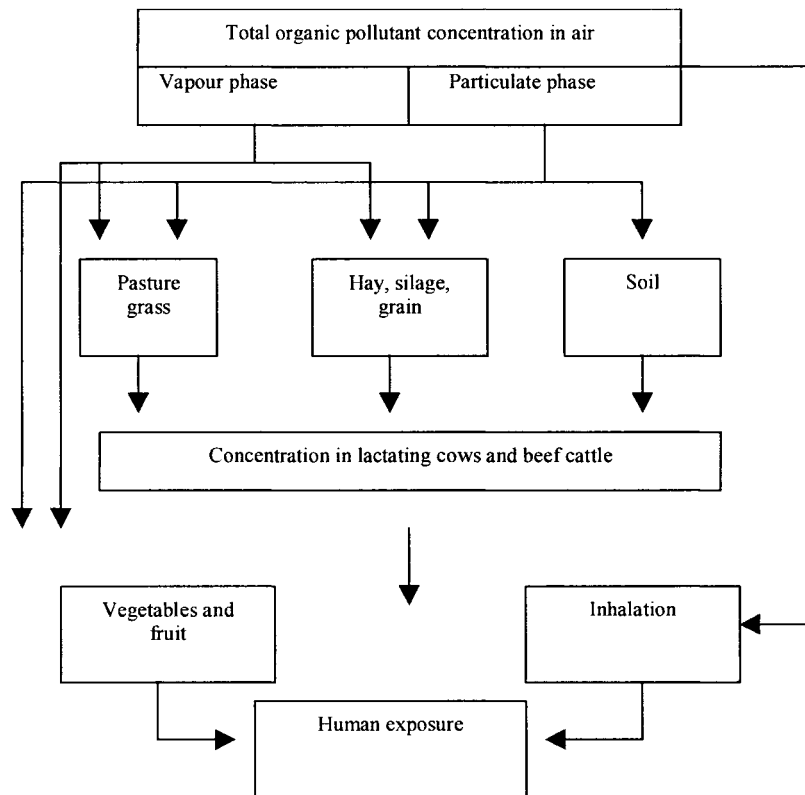 Total organic pollutant concentration in air
Vapour phase
Particulate phase
Pasture
grass
Hay, silage,
grain
Soil
Concentration in lactating cows and beef cattle
Vegetables and
fruit
Inhalation
Human exposure